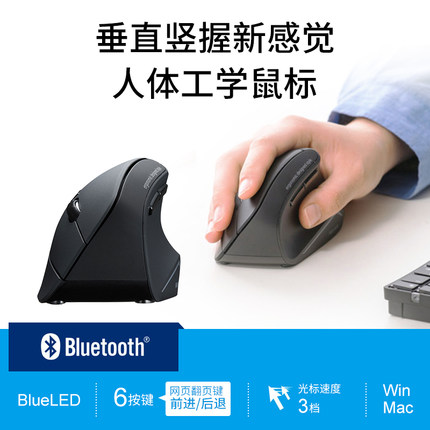 垂直竖握新感觉
人体工学鼠标
Bluetooth®
BlueLED
6按键
网页翻页键
前进/后退
光标速度
3档
Win
Mac